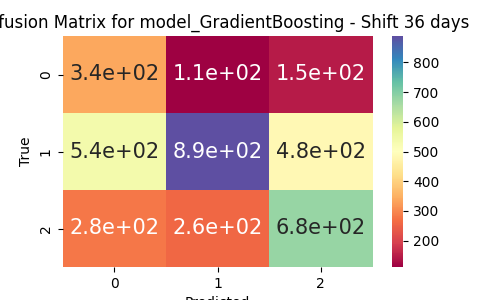 fusion Matrix for model_GradientBoosting - Shift 36 days
0 3.4e+02 1.1e+02 1.5e+02
True 1 5.4e+02 8.9e+02 4.8e+02
2 2.8e+02 2.6e+02 6.8e+02
0 1 2
Predicted
800
700
600
500
400
300
200